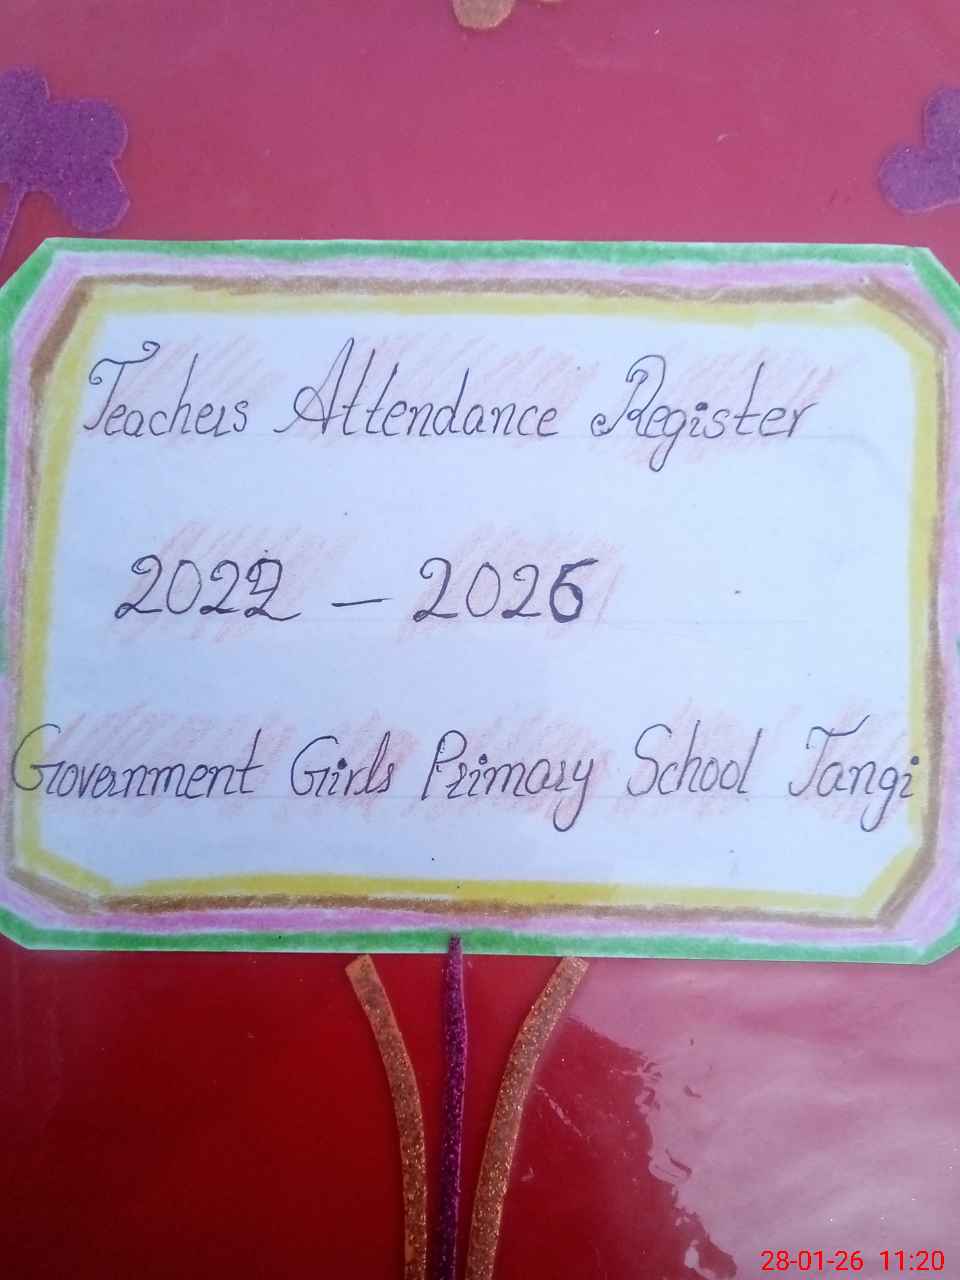 Teachers Attendance Register
2022 - 2026
Government Girls Primary School Tangi
28-01-26 11:20